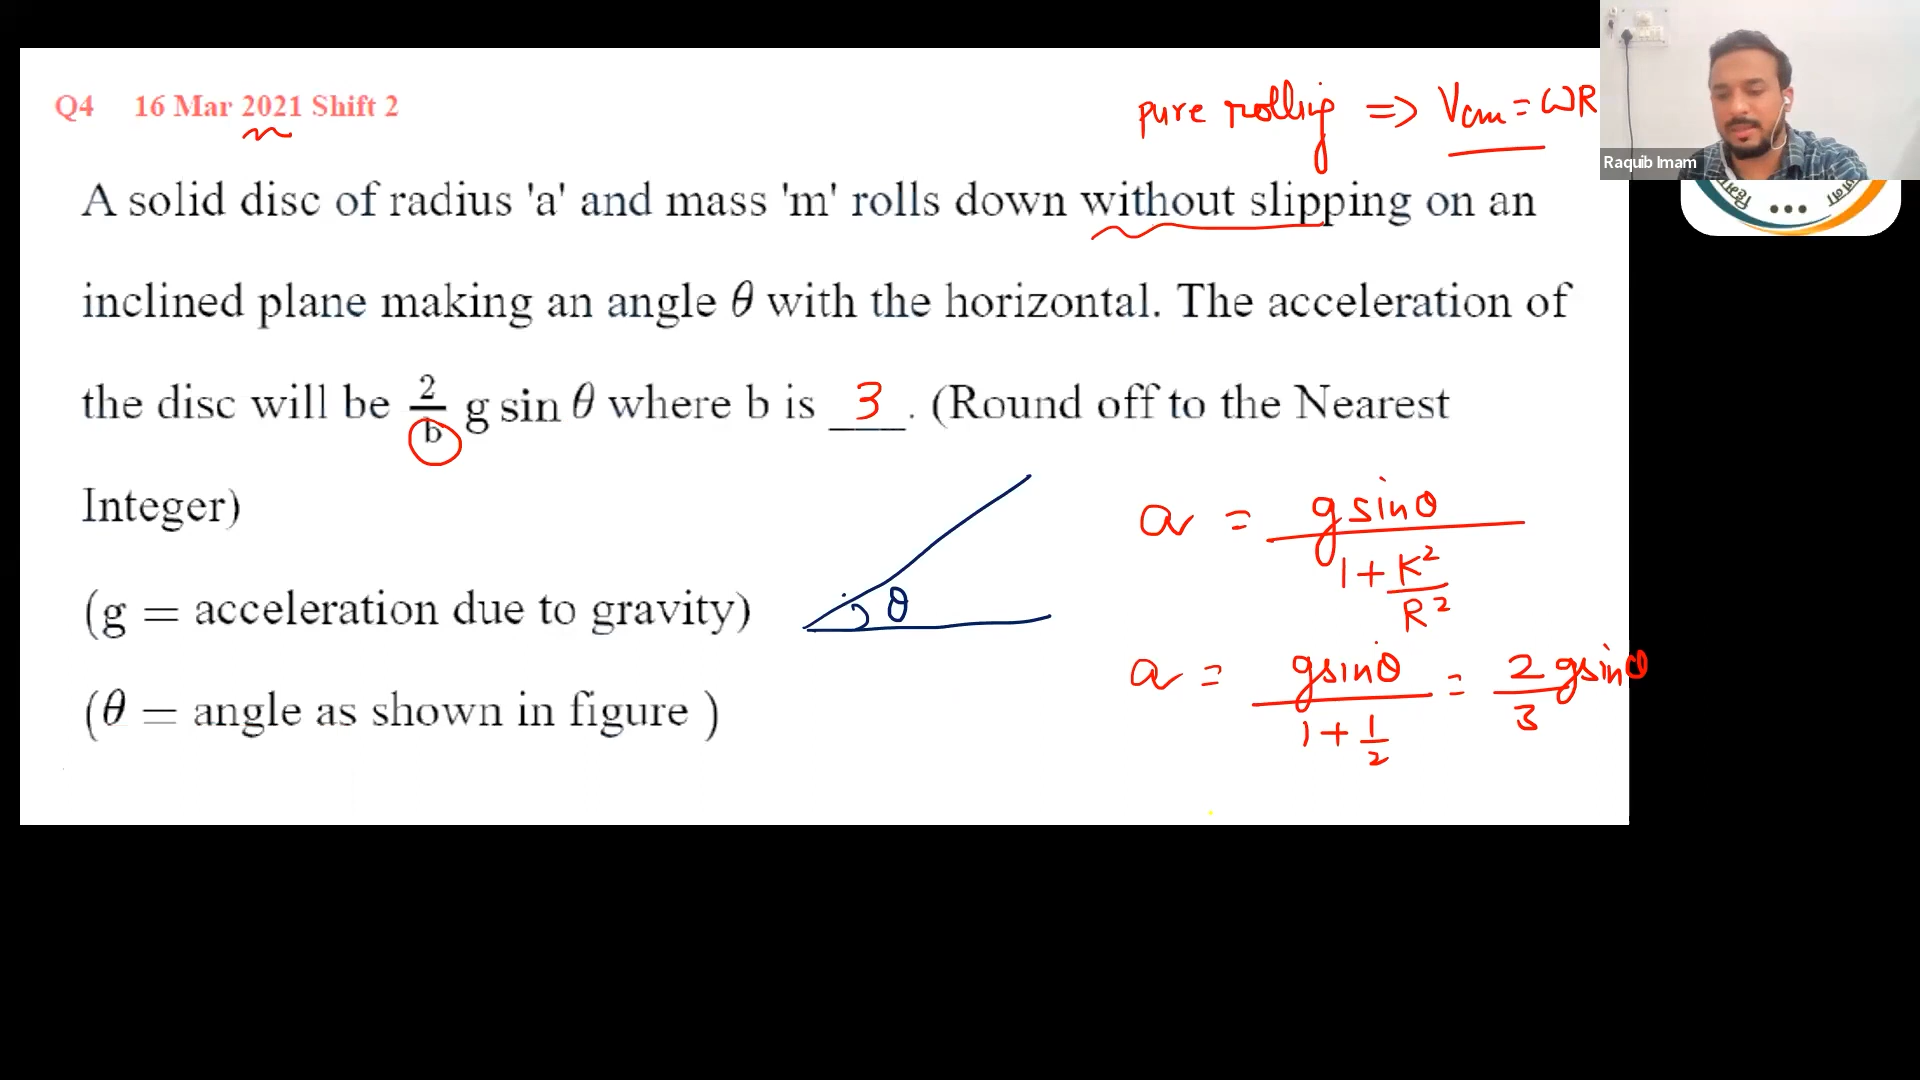 Q4 16 Mar 2021 Shift 2
pure rolling => Vcm = ωR
Raquib Imam
A solid disc of radius 'a' and mass 'm' rolls down without slipping on an
inclined plane making an angle θ with the horizontal. The acceleration of
the disc will be 2/b g sin θ where b is 3. (Round off to the Nearest
Integer)
(g = acceleration due to gravity)
(θ = angle as shown in figure )
θ
a = g sinθ / (1 + K²/R²)
a = gsinθ / (1 + 1/2) = 2/3 gsinθ